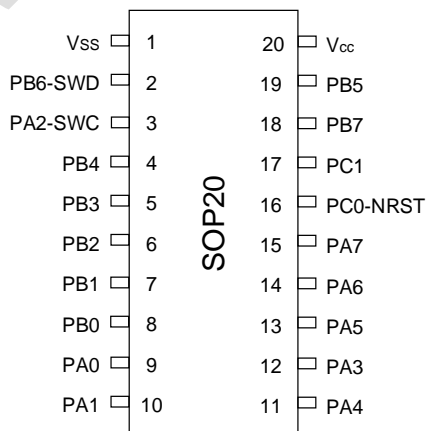 Vss 1 20 Vcc
PB6-SWD 2 19 PB5
PA2-SWC 3 18 PB7
PB4 4 17 PC1
PB3 5 16 PC0-NRST
PB2 6 15 PA7
PB1 7 14 PA6
PB0 8 13 PA5
PA0 9 12 PA3
PA1 10 11 PA4
SOP20